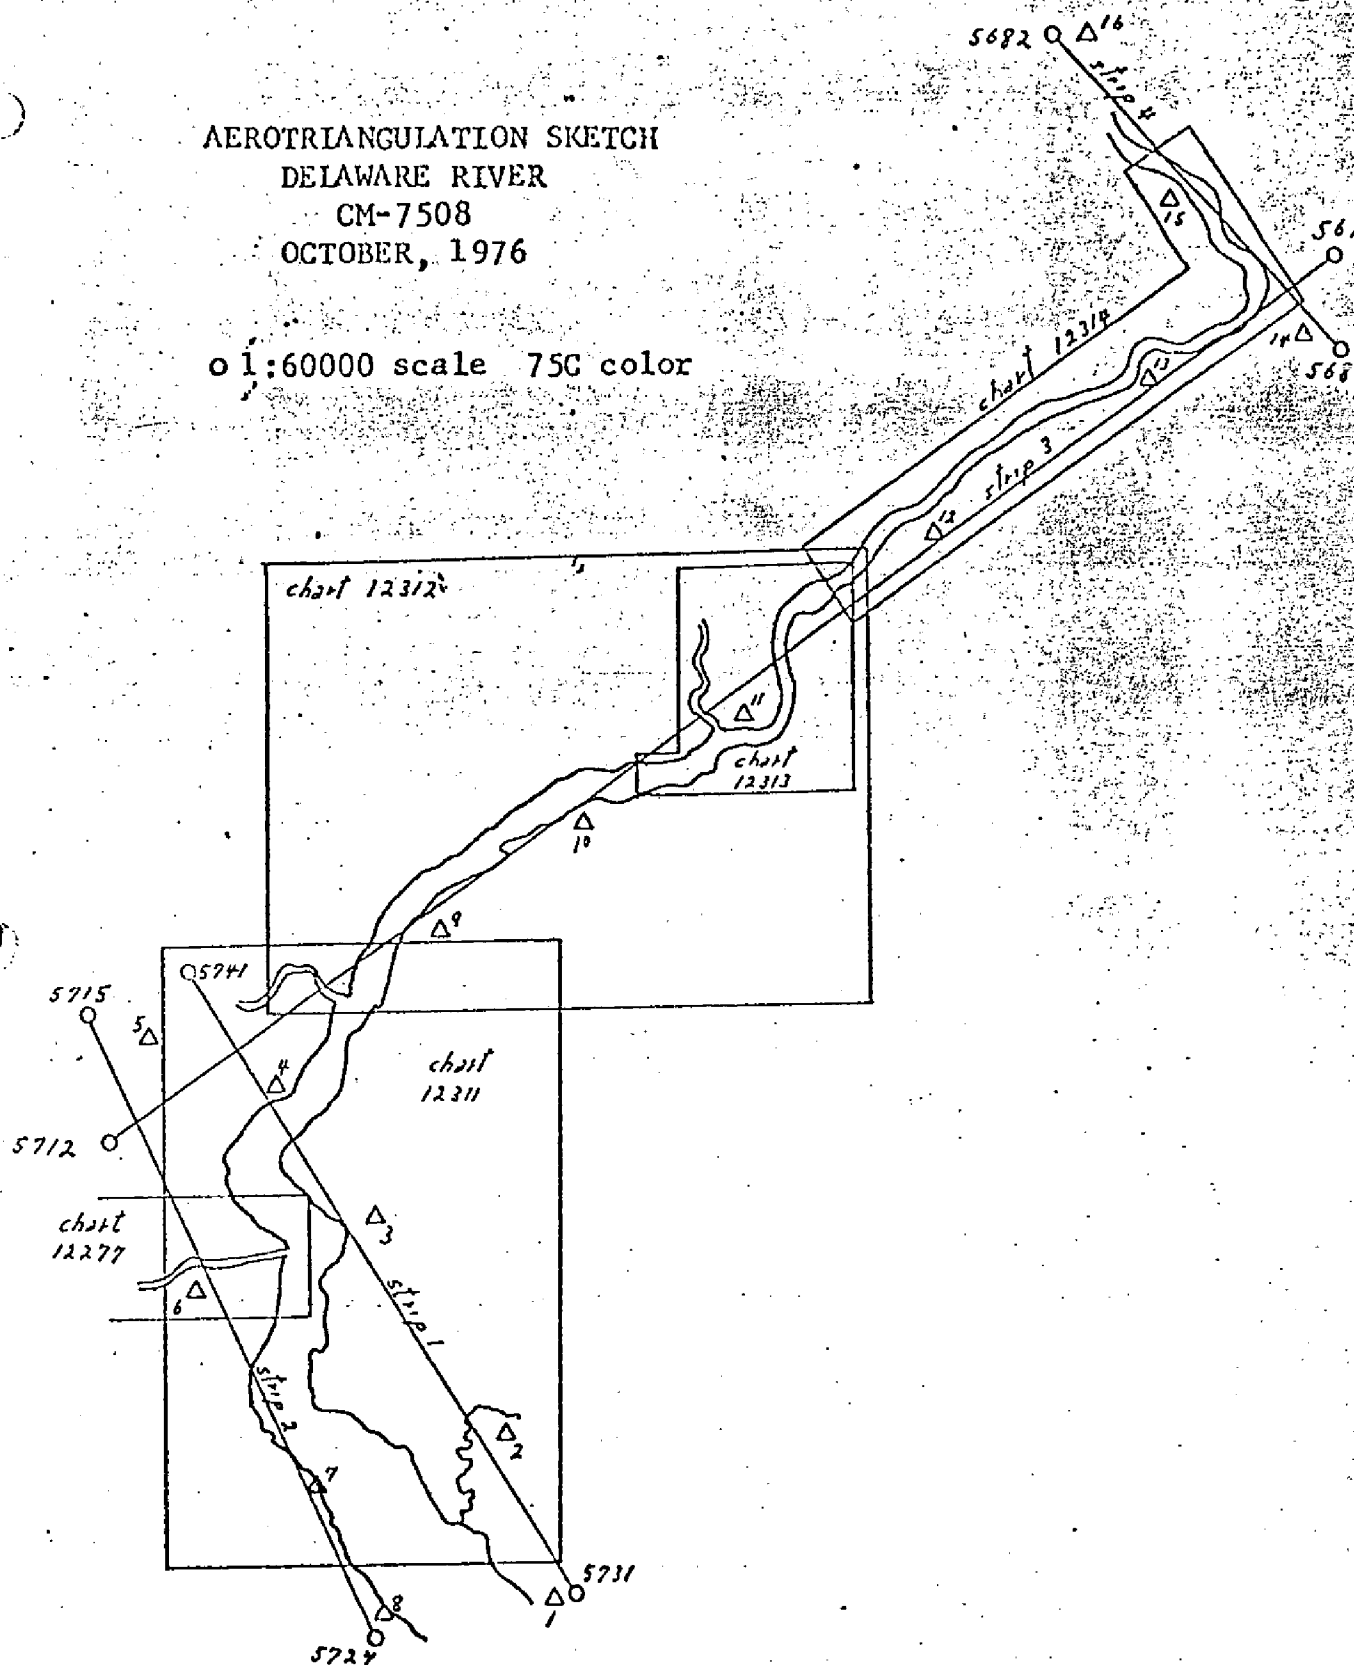 AEROTRIANGULATION SKETCH
DELAWARE RIVER
CM-7508
OCTOBER, 1976
o 1:60000 scale 75C color
5682
16
strip 4
15
14
chart 12314
13
strip 3
12
chart 12312
11
chart
12313
10
9
5741
5715
5
4
chart
12311
5712
chart
12277
3
6
strip 1
strip 2
2
7
5731
1
8
5724